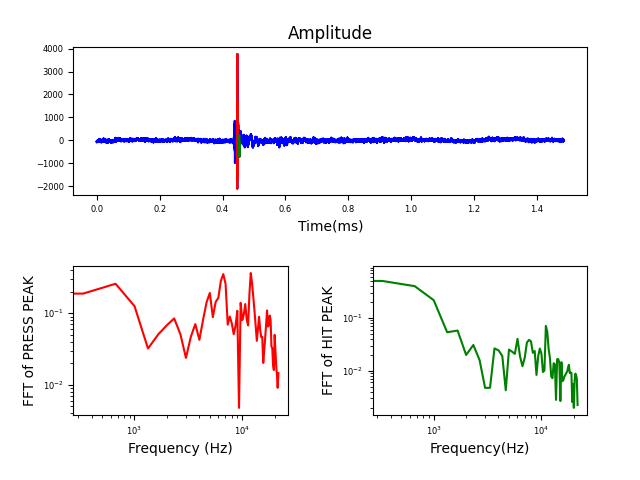 Amplitude
4000
3000
2000
1000
0
−1000
−2000
0.0 0.2 0.4 0.6 0.8 1.0 1.2 1.4
Time(ms)
FFT of PRESS PEAK
10⁻¹
10⁻²
10³ 10⁴
Frequency (Hz)
FFT of HIT PEAK
10⁻¹
10⁻²
10³ 10⁴
Frequency(Hz)